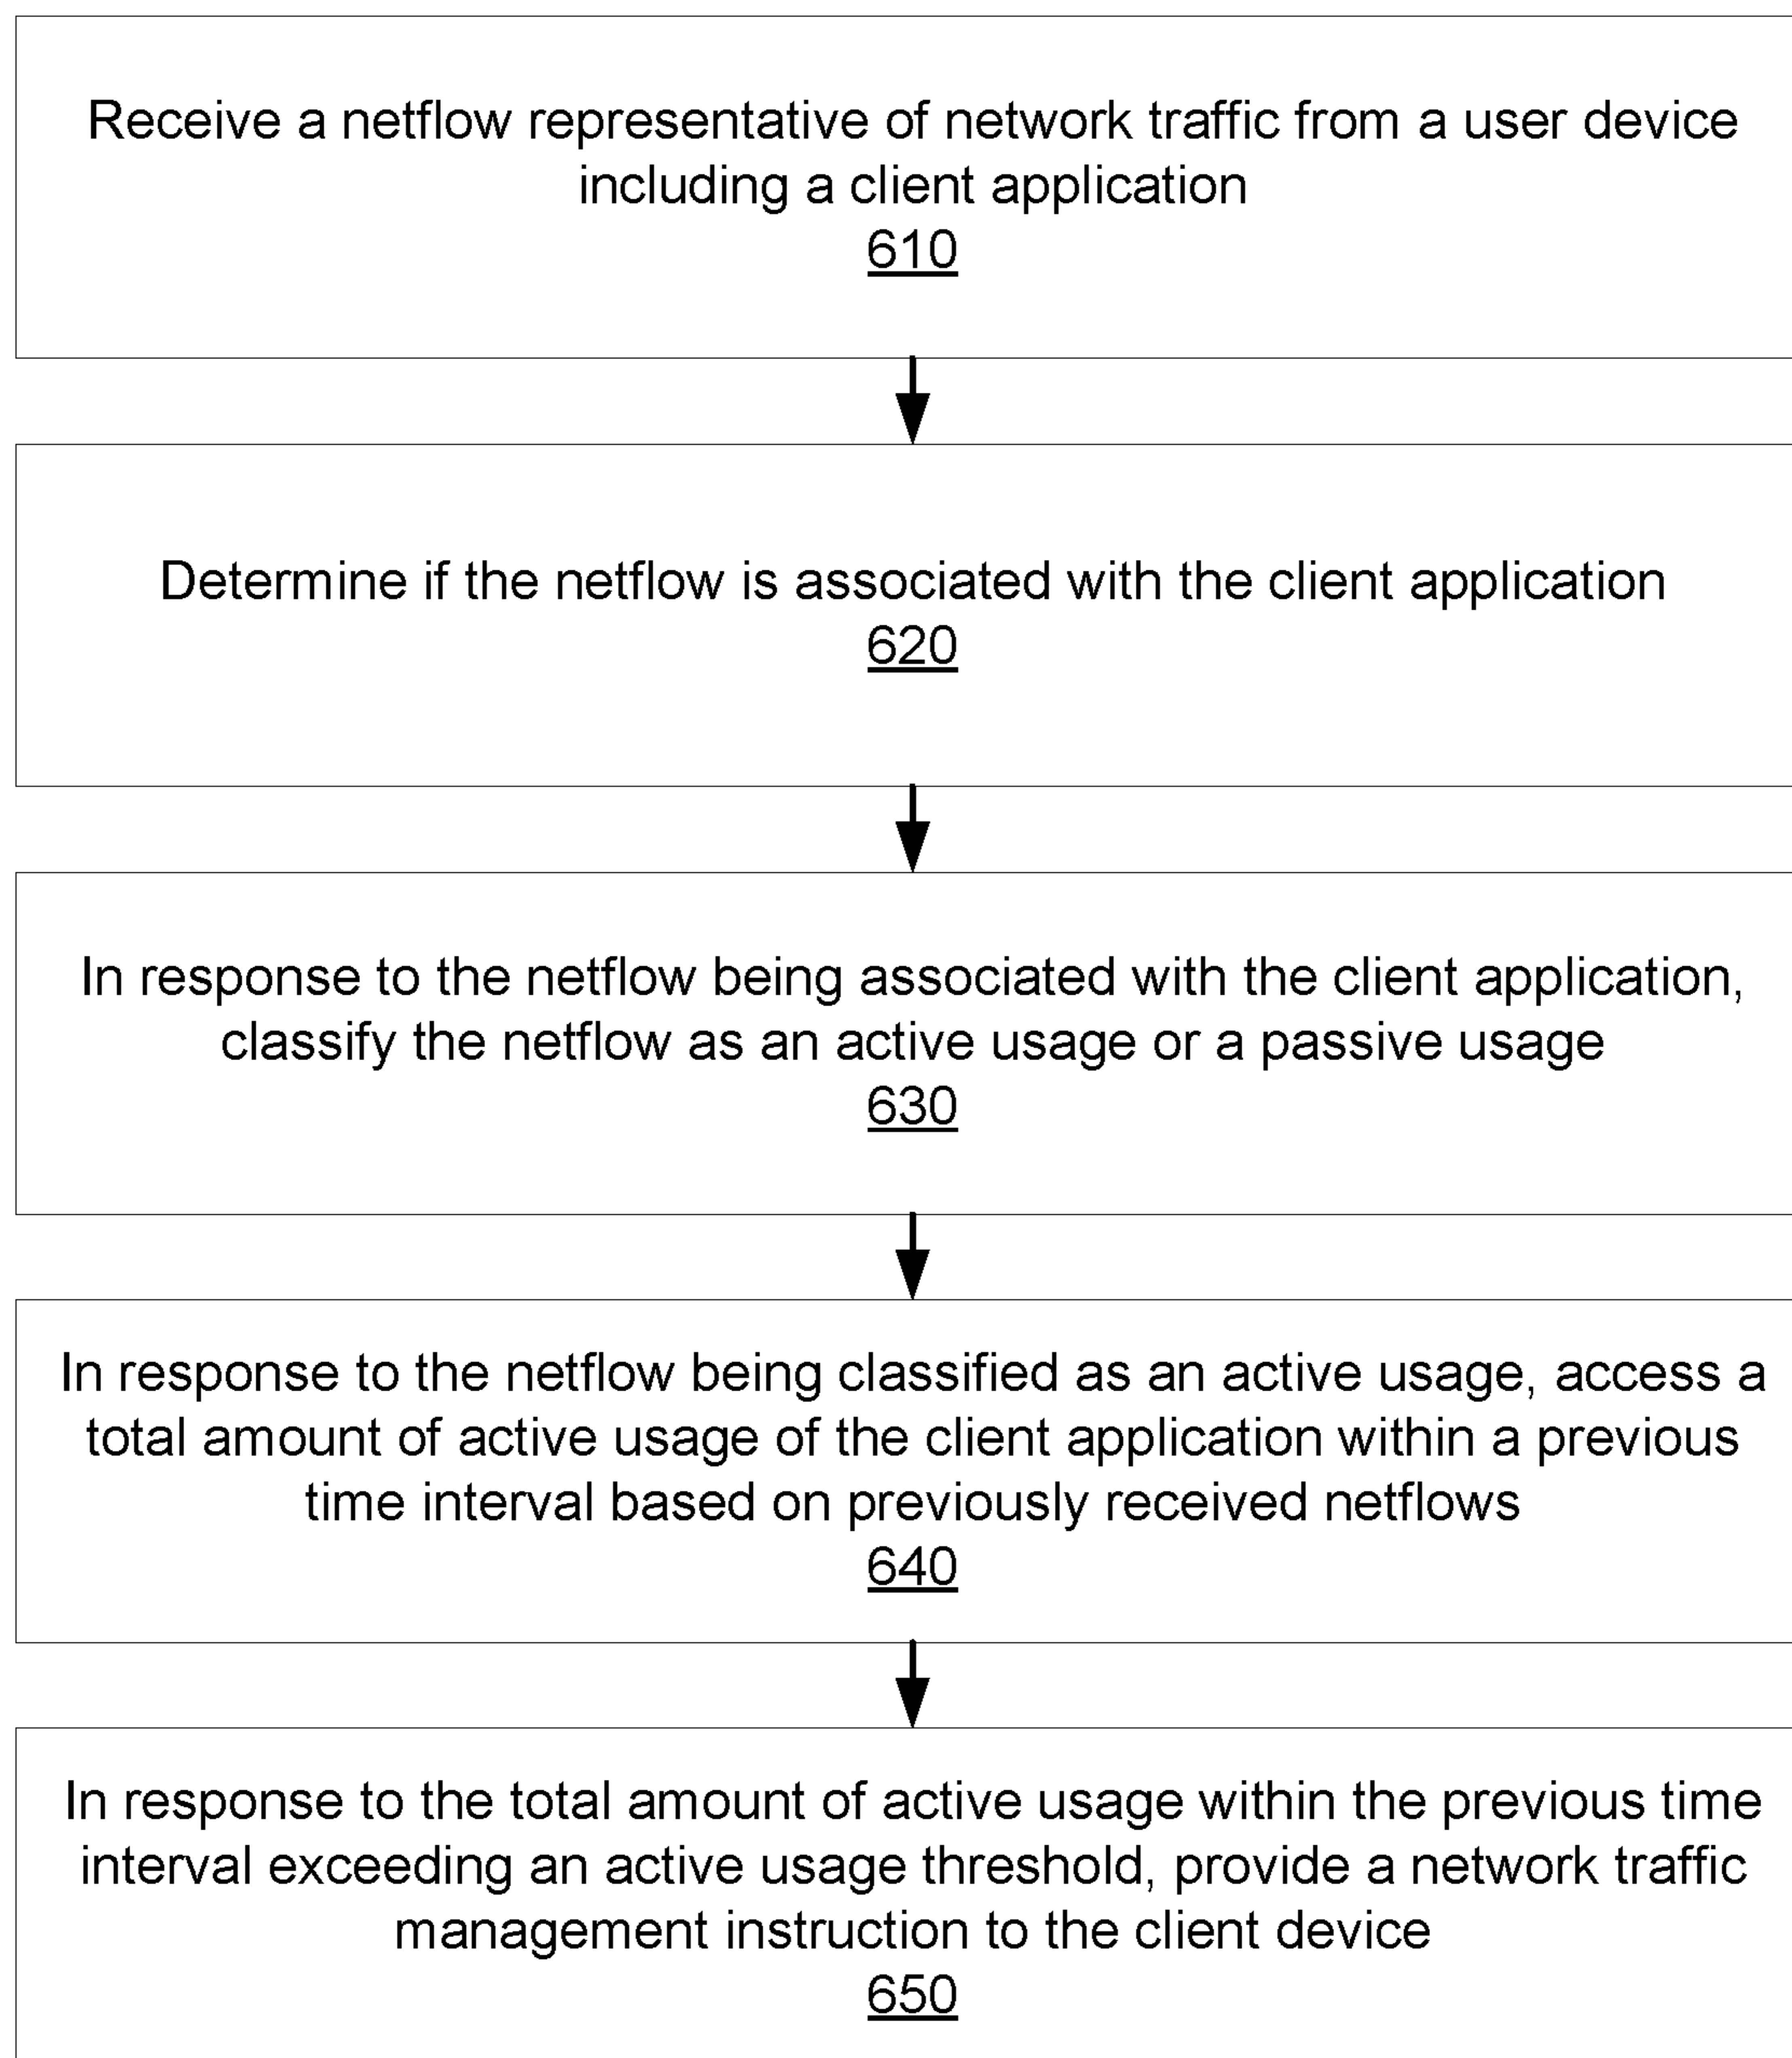 Receive a netflow representative of network traffic from a user device
including a client application
610
Determine if the netflow is associated with the client application
620
In response to the netflow being associated with the client application,
classify the netflow as an active usage or a passive usage
630
In response to the netflow being classified as an active usage, access a
total amount of active usage of the client application within a previous
time interval based on previously received netflows
640
In response to the total amount of active usage within the previous time
interval exceeding an active usage threshold, provide a network traffic
management instruction to the client device
650